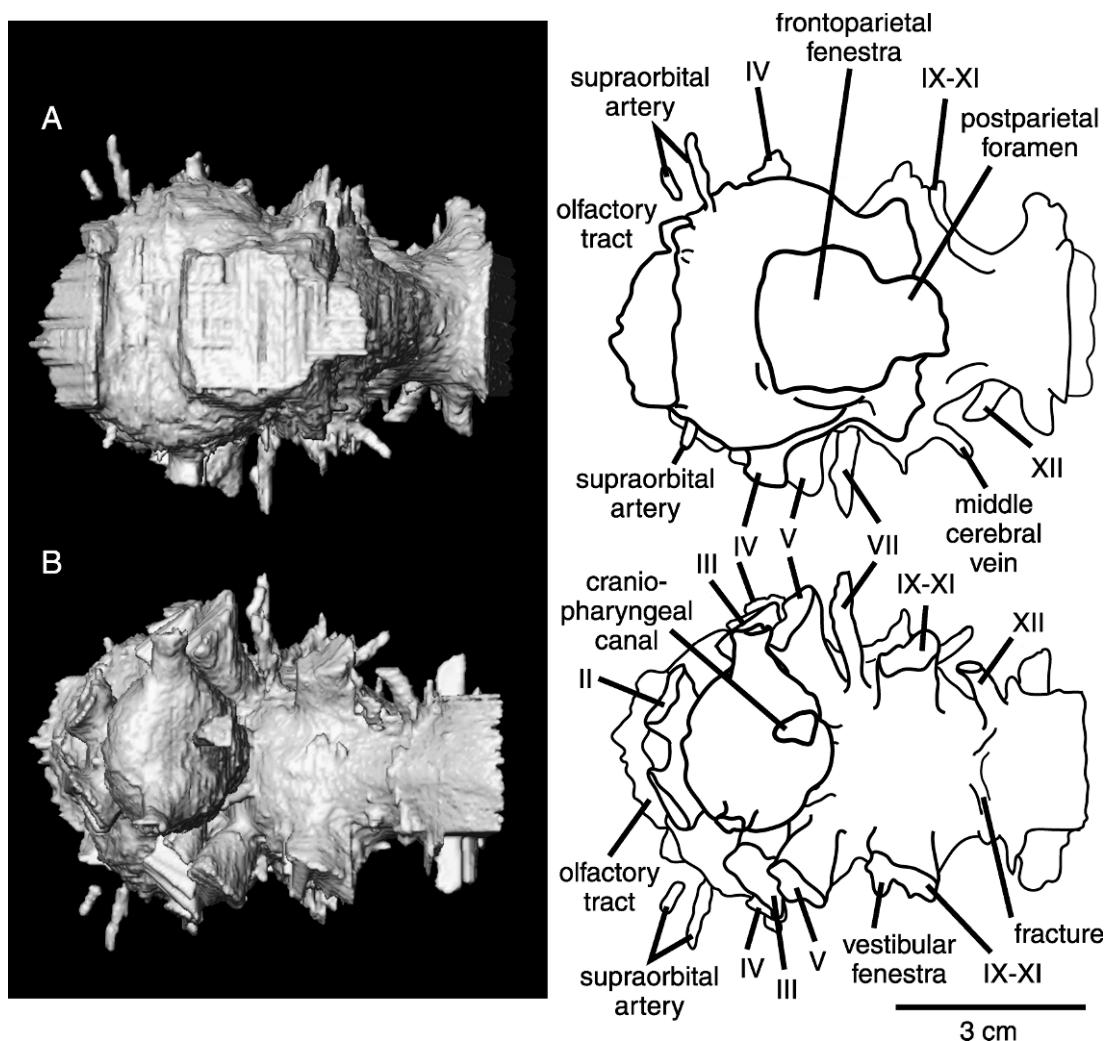 A
supraorbital
artery
IV
frontoparietal
fenestra
IX-XI
postparietal
foramen
olfactory
tract
supraorbital
artery
IV
V
VII
middle
cerebral
vein
XII
B
cranio-
pharyngeal
canal
III
II
IX-XI
XII
olfactory
tract
supraorbital
artery
IV
III
V
vestibular
fenestra
IX-XI
fracture
3 cm